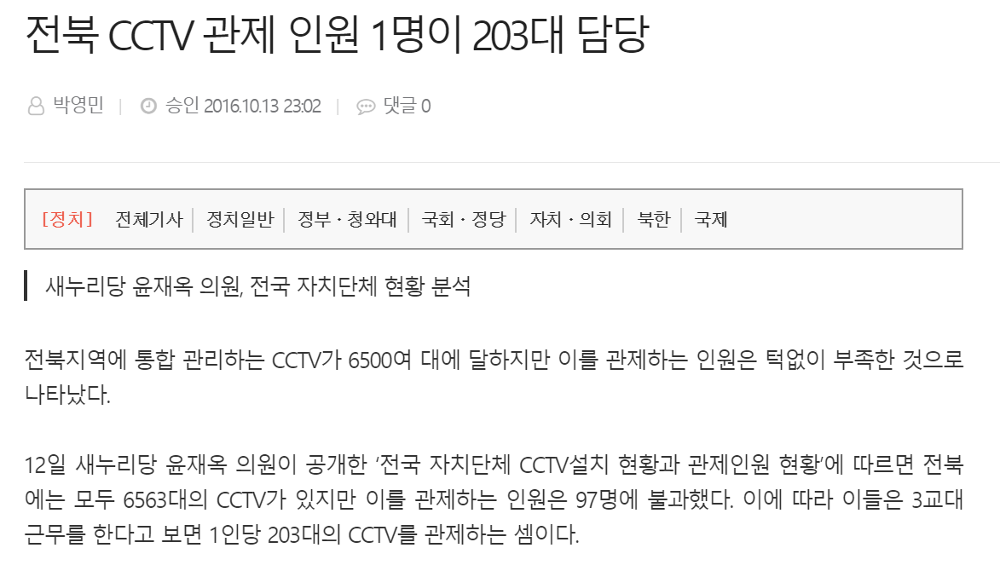 전북 CCTV 관제 인원 1명이 203대 담당
박영민 | 승인 2016.10.13 23:02 | 댓글 0
[정치] 전체기사 | 정치일반 | 정부·청와대 | 국회·정당 | 자치·의회 | 북한 | 국제
새누리당 윤재옥 의원, 전국 자치단체 현황 분석
전북지역에 통합 관리하는 CCTV가 6500여 대에 달하지만 이를 관제하는 인원은 턱없이 부족한 것으로
나타났다.
12일 새누리당 윤재옥 의원이 공개한 ‘전국 자치단체 CCTV설치 현황과 관제인원 현황’에 따르면 전북
에는 모두 6563대의 CCTV가 있지만 이를 관제하는 인원은 97명에 불과했다. 이에 따라 이들은 3교대
근무를 한다고 보면 1인당 203대의 CCTV를 관제하는 셈이다.